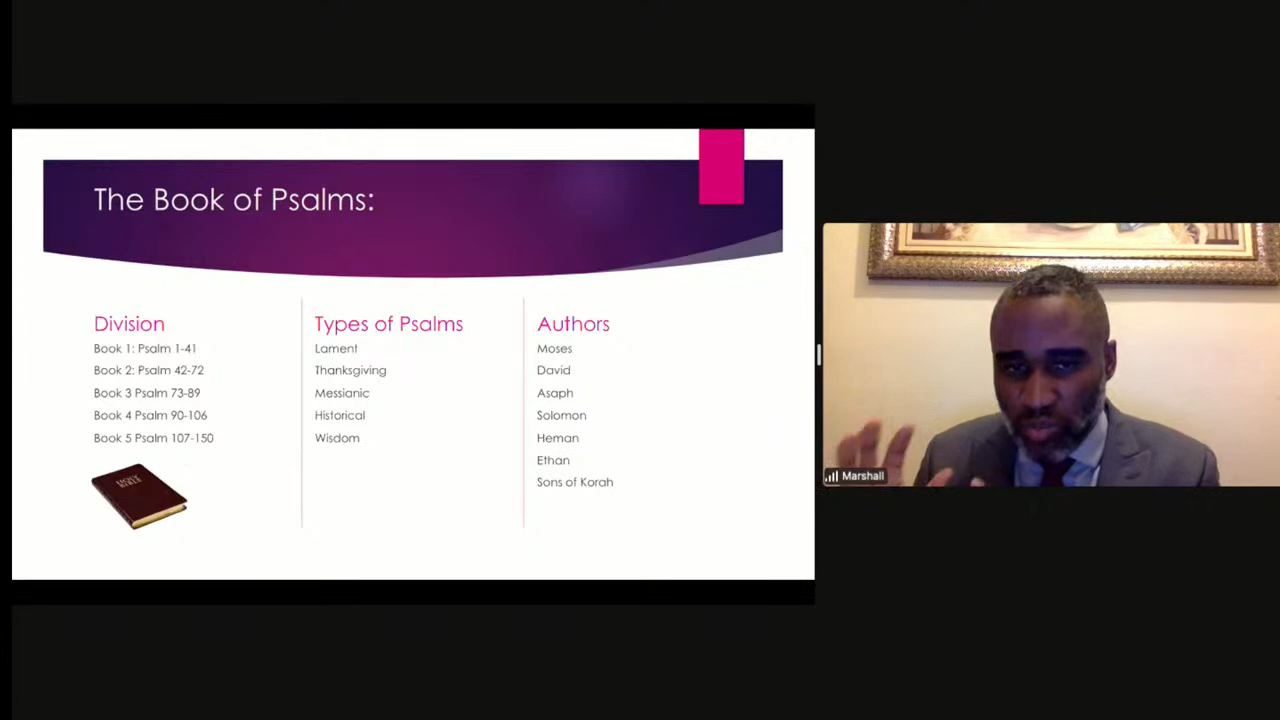 The Book of Psalms:
Division
Book 1: Psalm 1-41
Book 2: Psalm 42-72
Book 3 Psalm 73-89
Book 4 Psalm 90-106
Book 5 Psalm 107-150
HOLY
BIBLE
Types of Psalms
Lament
Thanksgiving
Messianic
Historical
Wisdom
Authors
Moses
David
Asaph
Solomon
Heman
Ethan
Sons of Korah
Marshall